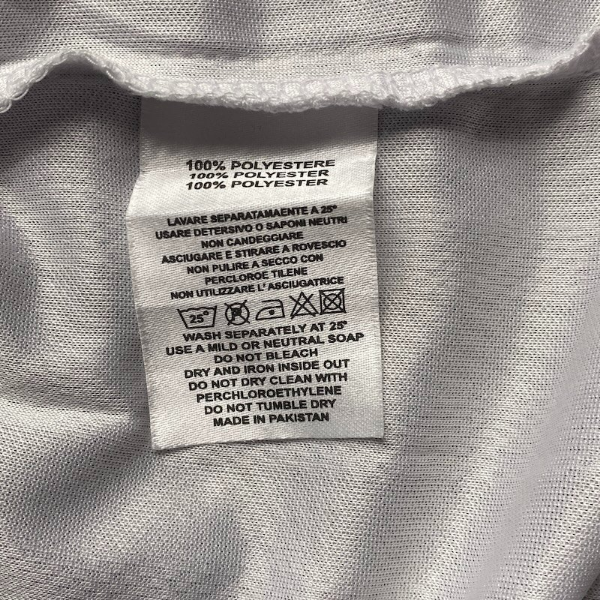 100% POLYESTERE
100% POLYESTER
100% POLYESTER
LAVARE SEPARATAMAENTE A 25°
USARE DETERSIVO O SAPONI NEUTRI
NON CANDEGGIARE
ASCIUGARE E STIRARE A ROVESCIO
NON PULIRE A SECCO CON
PERCLOROE TILENE
NON UTILIZZARE L'ASCIUGATRICE
25°
WASH SEPARATELY AT 25°
USE A MILD OR NEUTRAL SOAP
DO NOT BLEACH
DRY AND IRON INSIDE OUT
DO NOT DRY CLEAN WITH
PERCHLOROETHYLENE
DO NOT TUMBLE DRY
MADE IN PAKISTAN